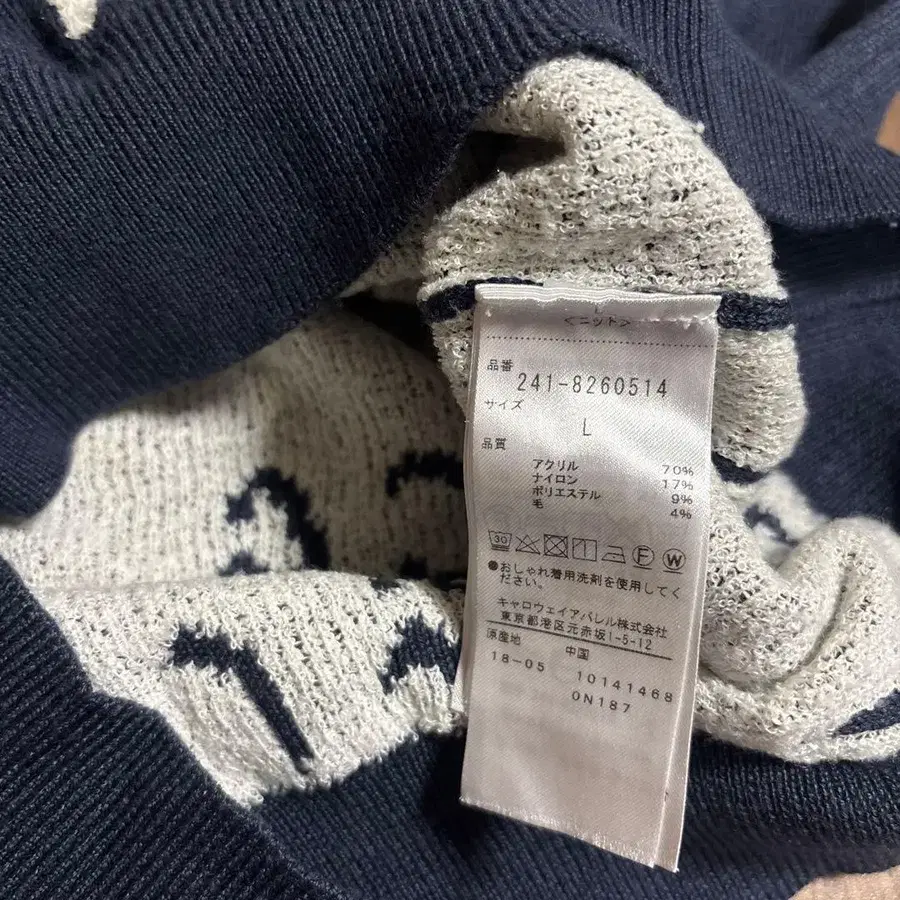 <ニット>
品番
241-8260514
サイズ
L
品質
アクリル 70%
ナイロン 17%
ポリエステル 9%
毛 4%
30 F W
●おしゃれ着用洗剤を使用してく
ださい。
キャロウェイアパレル株式会社
東京都港区元赤坂1-5-12
原産地 中国
18-05 10141468
0N187